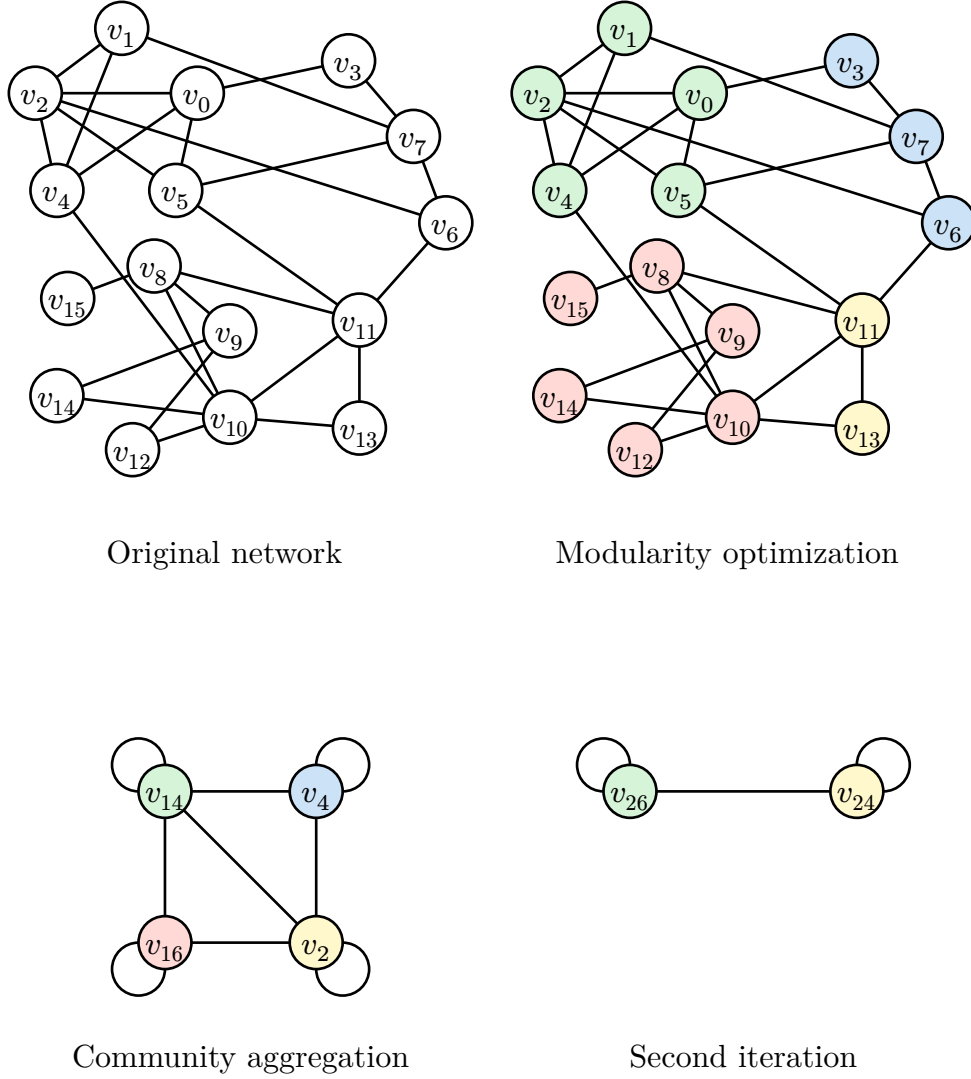 v1
v3
v2
v0
v7
v4
v5
v6
v8
v15
v11
v9
v14
v10
v13
v12
Original network
v1
v3
v2
v0
v7
v4
v5
v6
v8
v15
v11
v9
v14
v10
v13
v12
Modularity optimization
v14
v4
v16
v2
Community aggregation
v26
v24
Second iteration